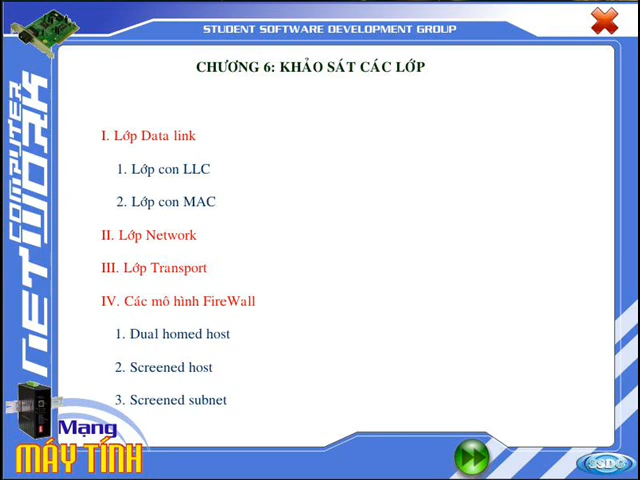 STUDENT SOFTWARE DEVELOPMENT GROUP
CHƯƠNG 6: KHẢO SÁT CÁC LỚP
I. Lớp Data link
1. Lớp con LLC
2. Lớp con MAC
II. Lớp Network
III. Lớp Transport
IV. Các mô hình FireWall
1. Dual homed host
2. Screened host
3. Screened subnet
COMPUTER
NETWORK
Mạng
MÁY TÍNH
SSDG